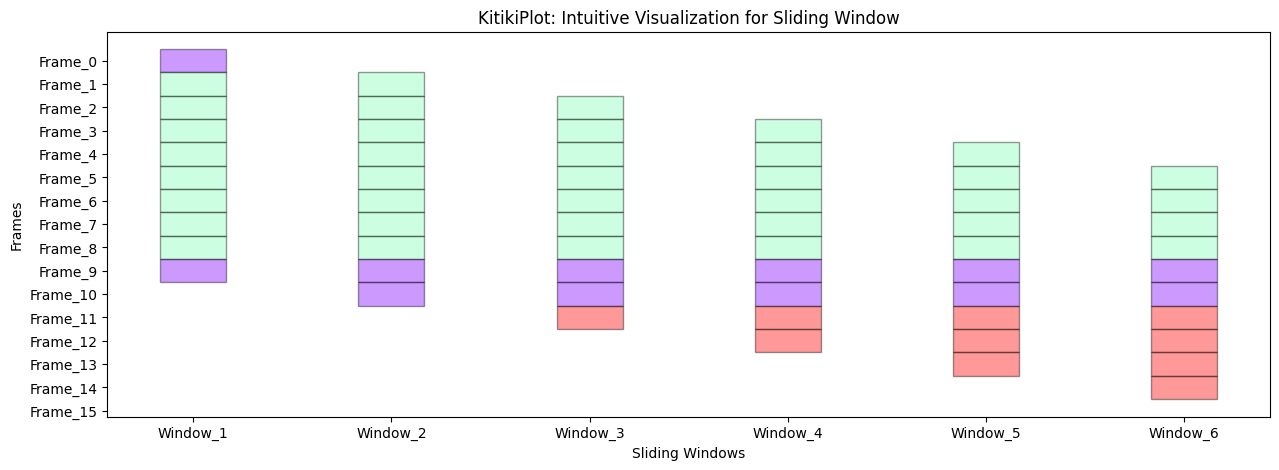 KitikiPlot: Intuitive Visualization for Sliding Window
Frames
Frame_0
Frame_1
Frame_2
Frame_3
Frame_4
Frame_5
Frame_6
Frame_7
Frame_8
Frame_9
Frame_10
Frame_11
Frame_12
Frame_13
Frame_14
Frame_15
Window_1 Window_2 Window_3 Window_4 Window_5 Window_6
Sliding Windows